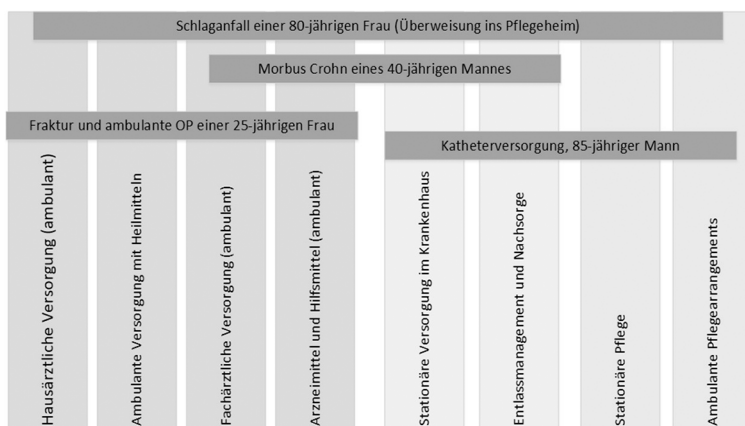 Schlaganfall einer 80-jährigen Frau (Überweisung ins Pflegeheim)
Morbus Crohn eines 40-jährigen Mannes
Fraktur und ambulante OP einer 25-jährigen Frau
Katheterversorgung, 85-jähriger Mann
Hausärztliche Versorgung (ambulant)
Ambulante Versorgung mit Heilmitteln
Fachärztliche Versorgung (ambulant)
Arzneimittel und Hilfsmittel (ambulant)
Stationäre Versorgung im Krankenhaus
Entlassmanagement und Nachsorge
Stationäre Pflege
Ambulante Pflegearrangements